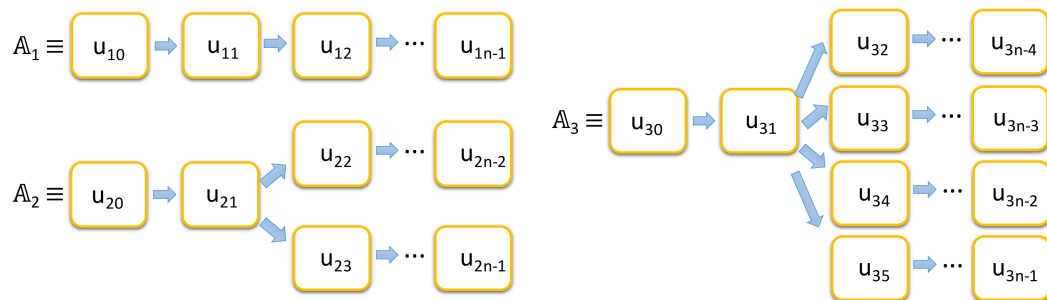 𝔸₁ ≡ u₁₀ u₁₁ u₁₂ ... u₁ₙ₋₁
𝔸₂ ≡ u₂₀ u₂₁
u₂₂ ... u₂ₙ₋₂
u₂₃ ... u₂ₙ₋₁
𝔸₃ ≡ u₃₀ u₃₁
u₃₂ ... u₃ₙ₋₄
u₃₃ ... u₃ₙ₋₃
u₃₄ ... u₃ₙ₋₂
u₃₅ ... u₃ₙ₋₁